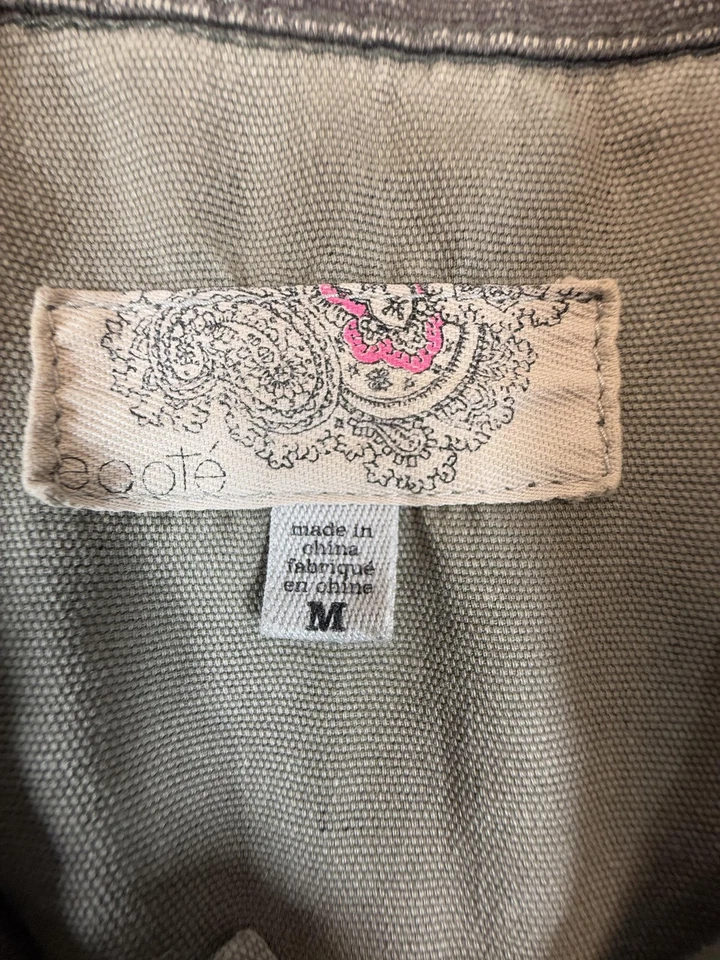 ecoté
made in
china
fabriqué
en chine
M